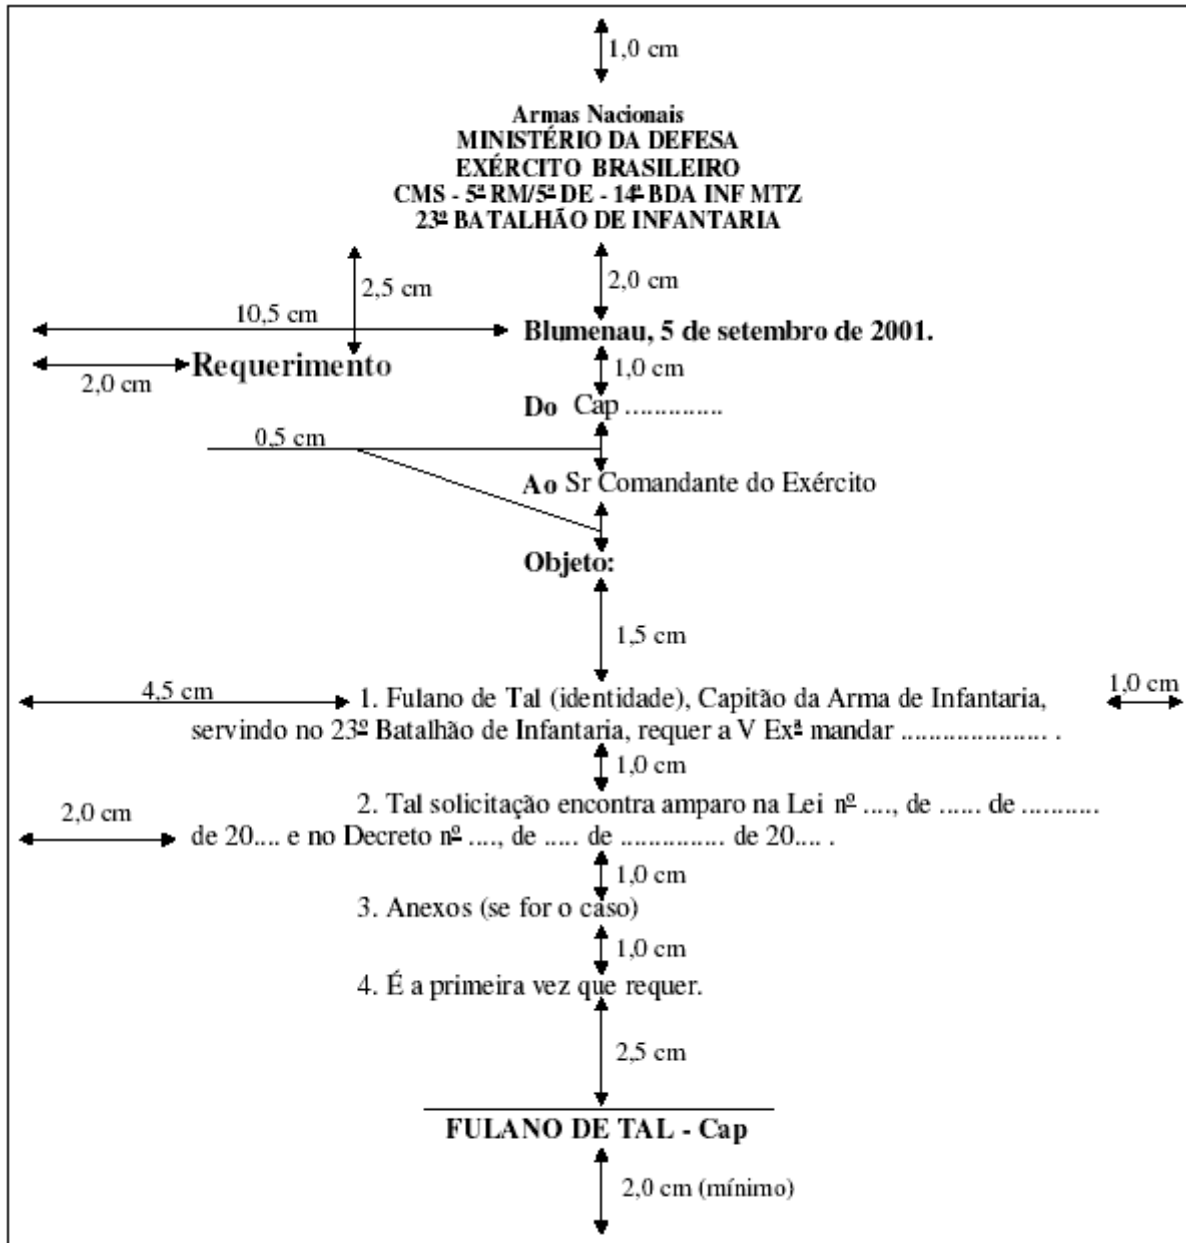 1,0 cm
Armas Nacionais
MINISTÉRIO DA DEFESA
EXÉRCITO BRASILEIRO
CMS - 5ª RM/5ª DE - 14ª BDA INF MTZ
23º BATALHÃO DE INFANTARIA
2,5 cm
2,0 cm
10,5 cm
Blumenau, 5 de setembro de 2001.
Requerimento
2,0 cm
1,0 cm
Do Cap ..............
0,5 cm
Ao Sr Comandante do Exército
Objeto:
1,5 cm
4,5 cm
1. Fulano de Tal (identidade), Capitão da Arma de Infantaria,
1,0 cm
servindo no 23º Batalhão de Infantaria, requer a V Exª mandar ..................... .
1,0 cm
2. Tal solicitação encontra amparo na Lei nº ...., de ...... de ...........
2,0 cm
de 20.... e no Decreto nº ...., de ..... de ............... de 20.... .
1,0 cm
3. Anexos (se for o caso)
1,0 cm
4. É a primeira vez que requer.
2,5 cm
FULANO DE TAL - Cap
2,0 cm (mínimo)